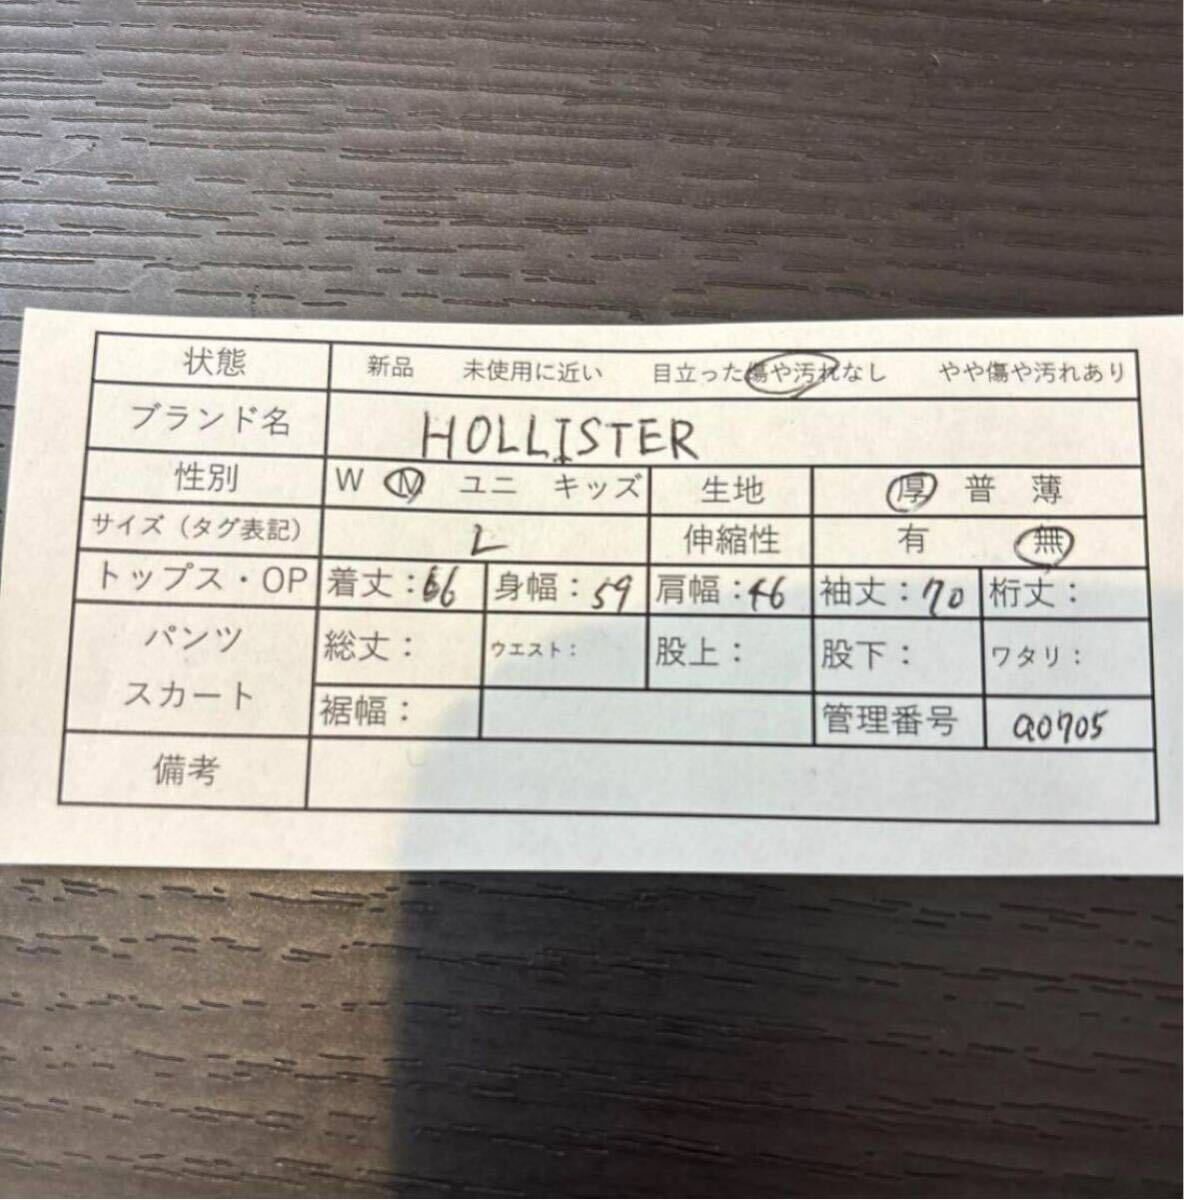 状態 新品 未使用に近い 目立った傷や汚れなし やや傷や汚れあり
ブランド名 HOLLISTER
性別 W M ユニ キッズ 生地 厚 普 薄
サイズ（タグ表記） L 伸縮性 有 無
トップス・OP 着丈：66 身幅：59 肩幅：46 袖丈：70 裄丈：
パンツ
スカート
総丈： ウエスト： 股上： 股下： ワタリ：
裾幅： 管理番号 a0705
備考